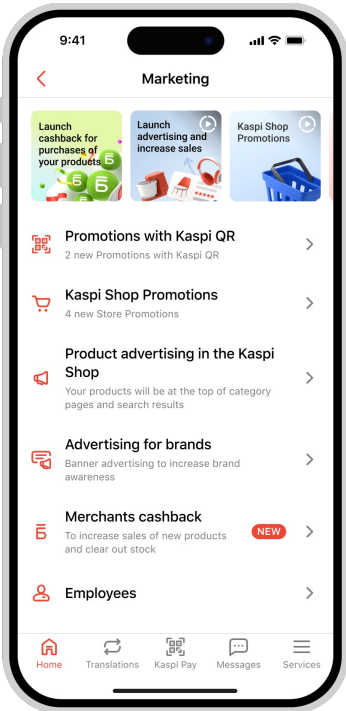 9:41
Marketing
Launch
cashback for
purchases of
your products
Launch
advertising and
increase sales
Kaspi Shop
Promotions
Promotions with Kaspi QR
2 new Promotions with Kaspi QR
Kaspi Shop Promotions
4 new Store Promotions
Product advertising in the Kaspi
Shop
Your products will be at the top of category
pages and search results
Advertising for brands
Banner advertising to increase brand
awareness
Merchants cashback
To increase sales of new products
and clear out stock
NEW
Employees
Home
Translations
Kaspi Pay
Messages
Services